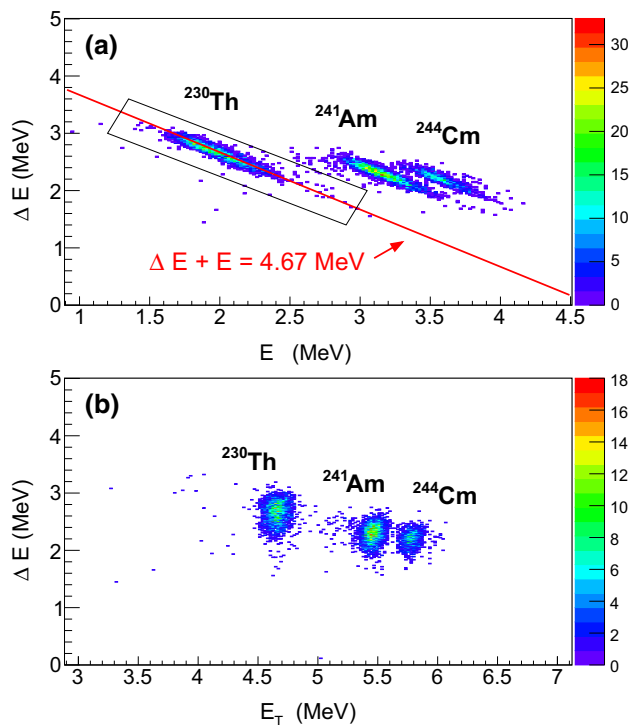 (a)
²³⁰Th
²⁴¹Am
²⁴⁴Cm
Δ E + E = 4.67 MeV
Δ E (MeV)
5
4
3
2
1
0
1 1.5 2 2.5 3 3.5 4 4.5
E (MeV)
30
25
20
15
10
5
0
(b)
²³⁰Th
²⁴¹Am
²⁴⁴Cm
Δ E (MeV)
5
4
3
2
1
0
3 3.5 4 4.5 5 5.5 6 6.5 7
E_T (MeV)
18
16
14
12
10
8
6
4
2
0